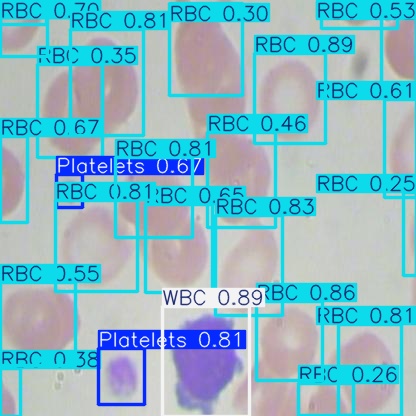 RBC 0.70
RBC 0.81
RBC 0.30
RBC 0.53
RBC 0.35
RBC 0.89
RBC 0.61
RBC 0.67
RBC 0.46
RBC 0.81
Platelets 0.67
RBC 0.81
RBC 0.65
RBC 0.25
RBC 0.83
RBC 0.55
WBC 0.89
RBC 0.86
RBC 0.81
Platelets 0.81
RBC 0.38
RBC 0.26